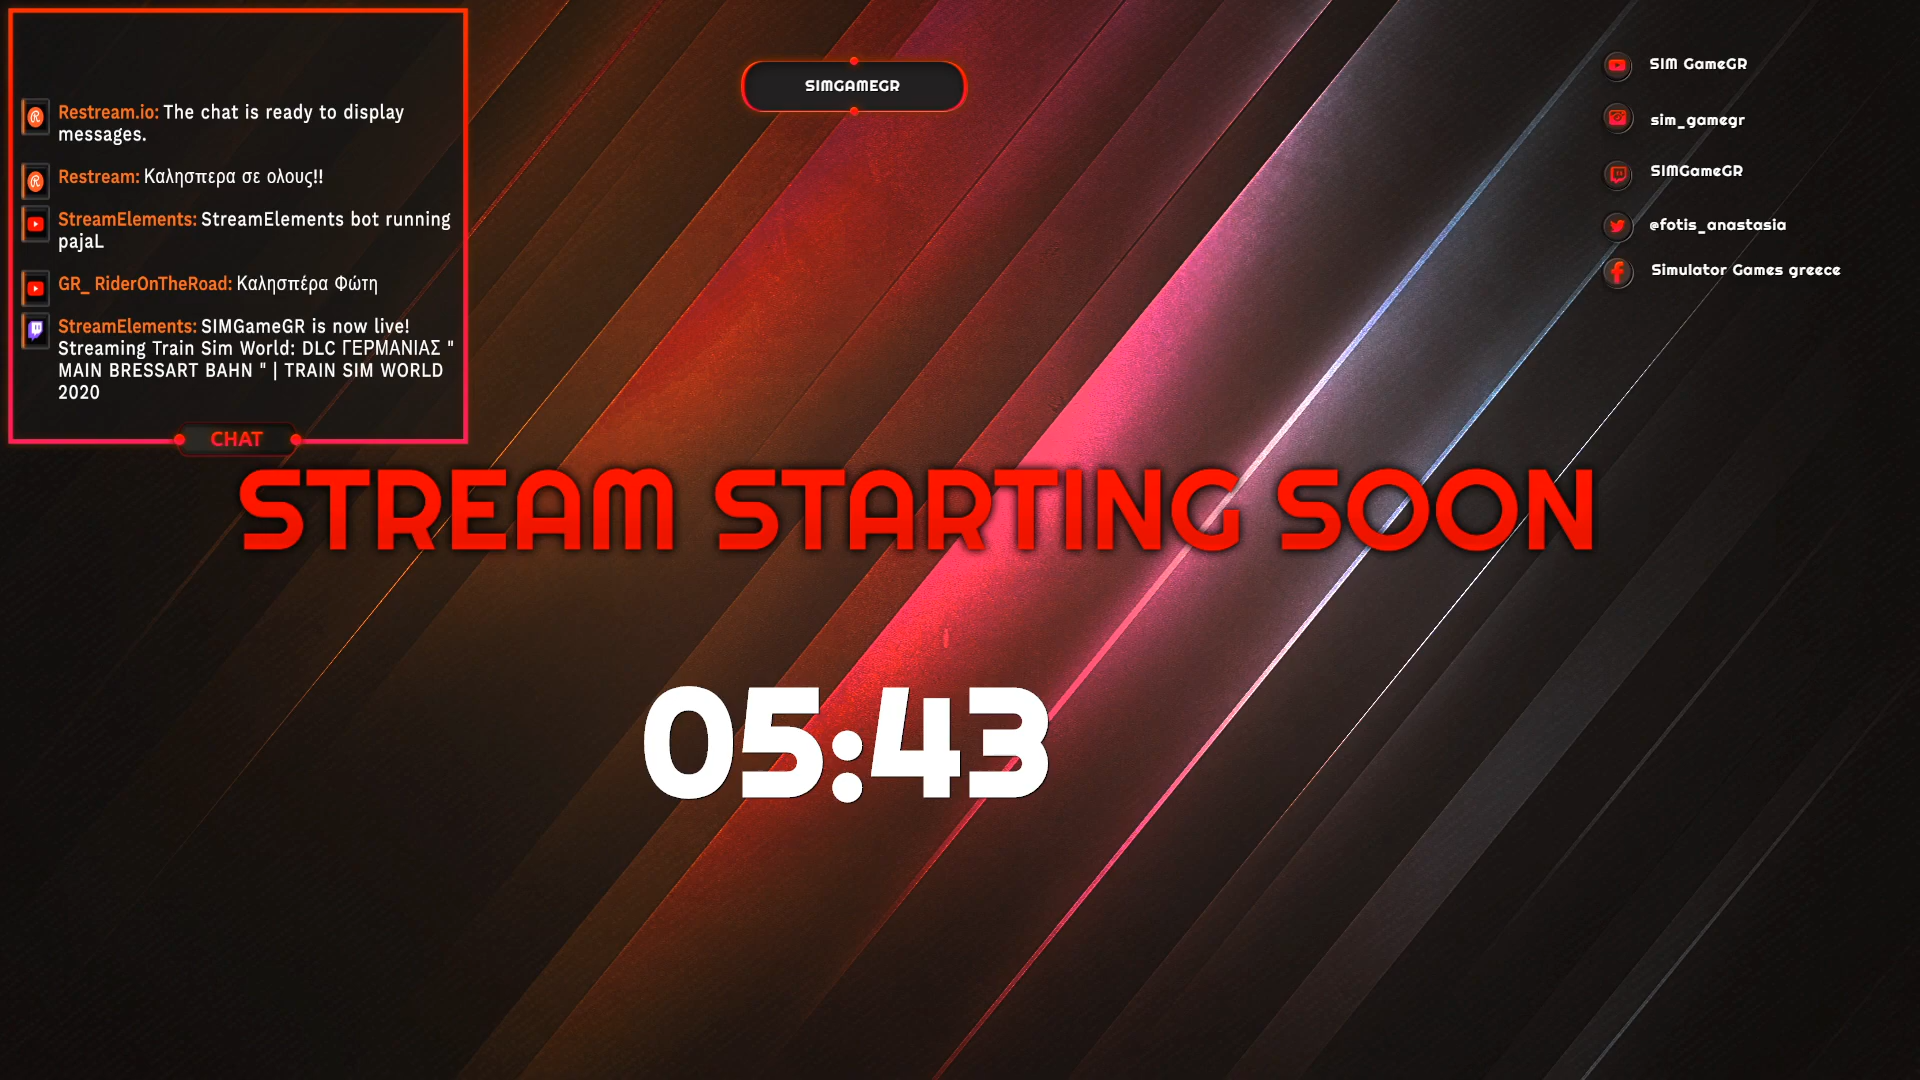 Restream.io: The chat is ready to display
messages.
Restream: Καλησπερα σε ολους!!
StreamElements: StreamElements bot running
pajaL
GR_ RiderOnTheRoad: Καλησπέρα Φώτη
StreamElements: SIMGameGR is now live!
Streaming Train Sim World: DLC ΓΕΡΜΑΝΙΑΣ "
MAIN BRESSART BAHN " | TRAIN SIM WORLD
2020
CHAT
SIMGAMEGR
SIM GameGR
sim_gamegr
SIMGameGR
@fotis_anastasia
Simulator Games greece
STREAM STARTING SOON
05:43